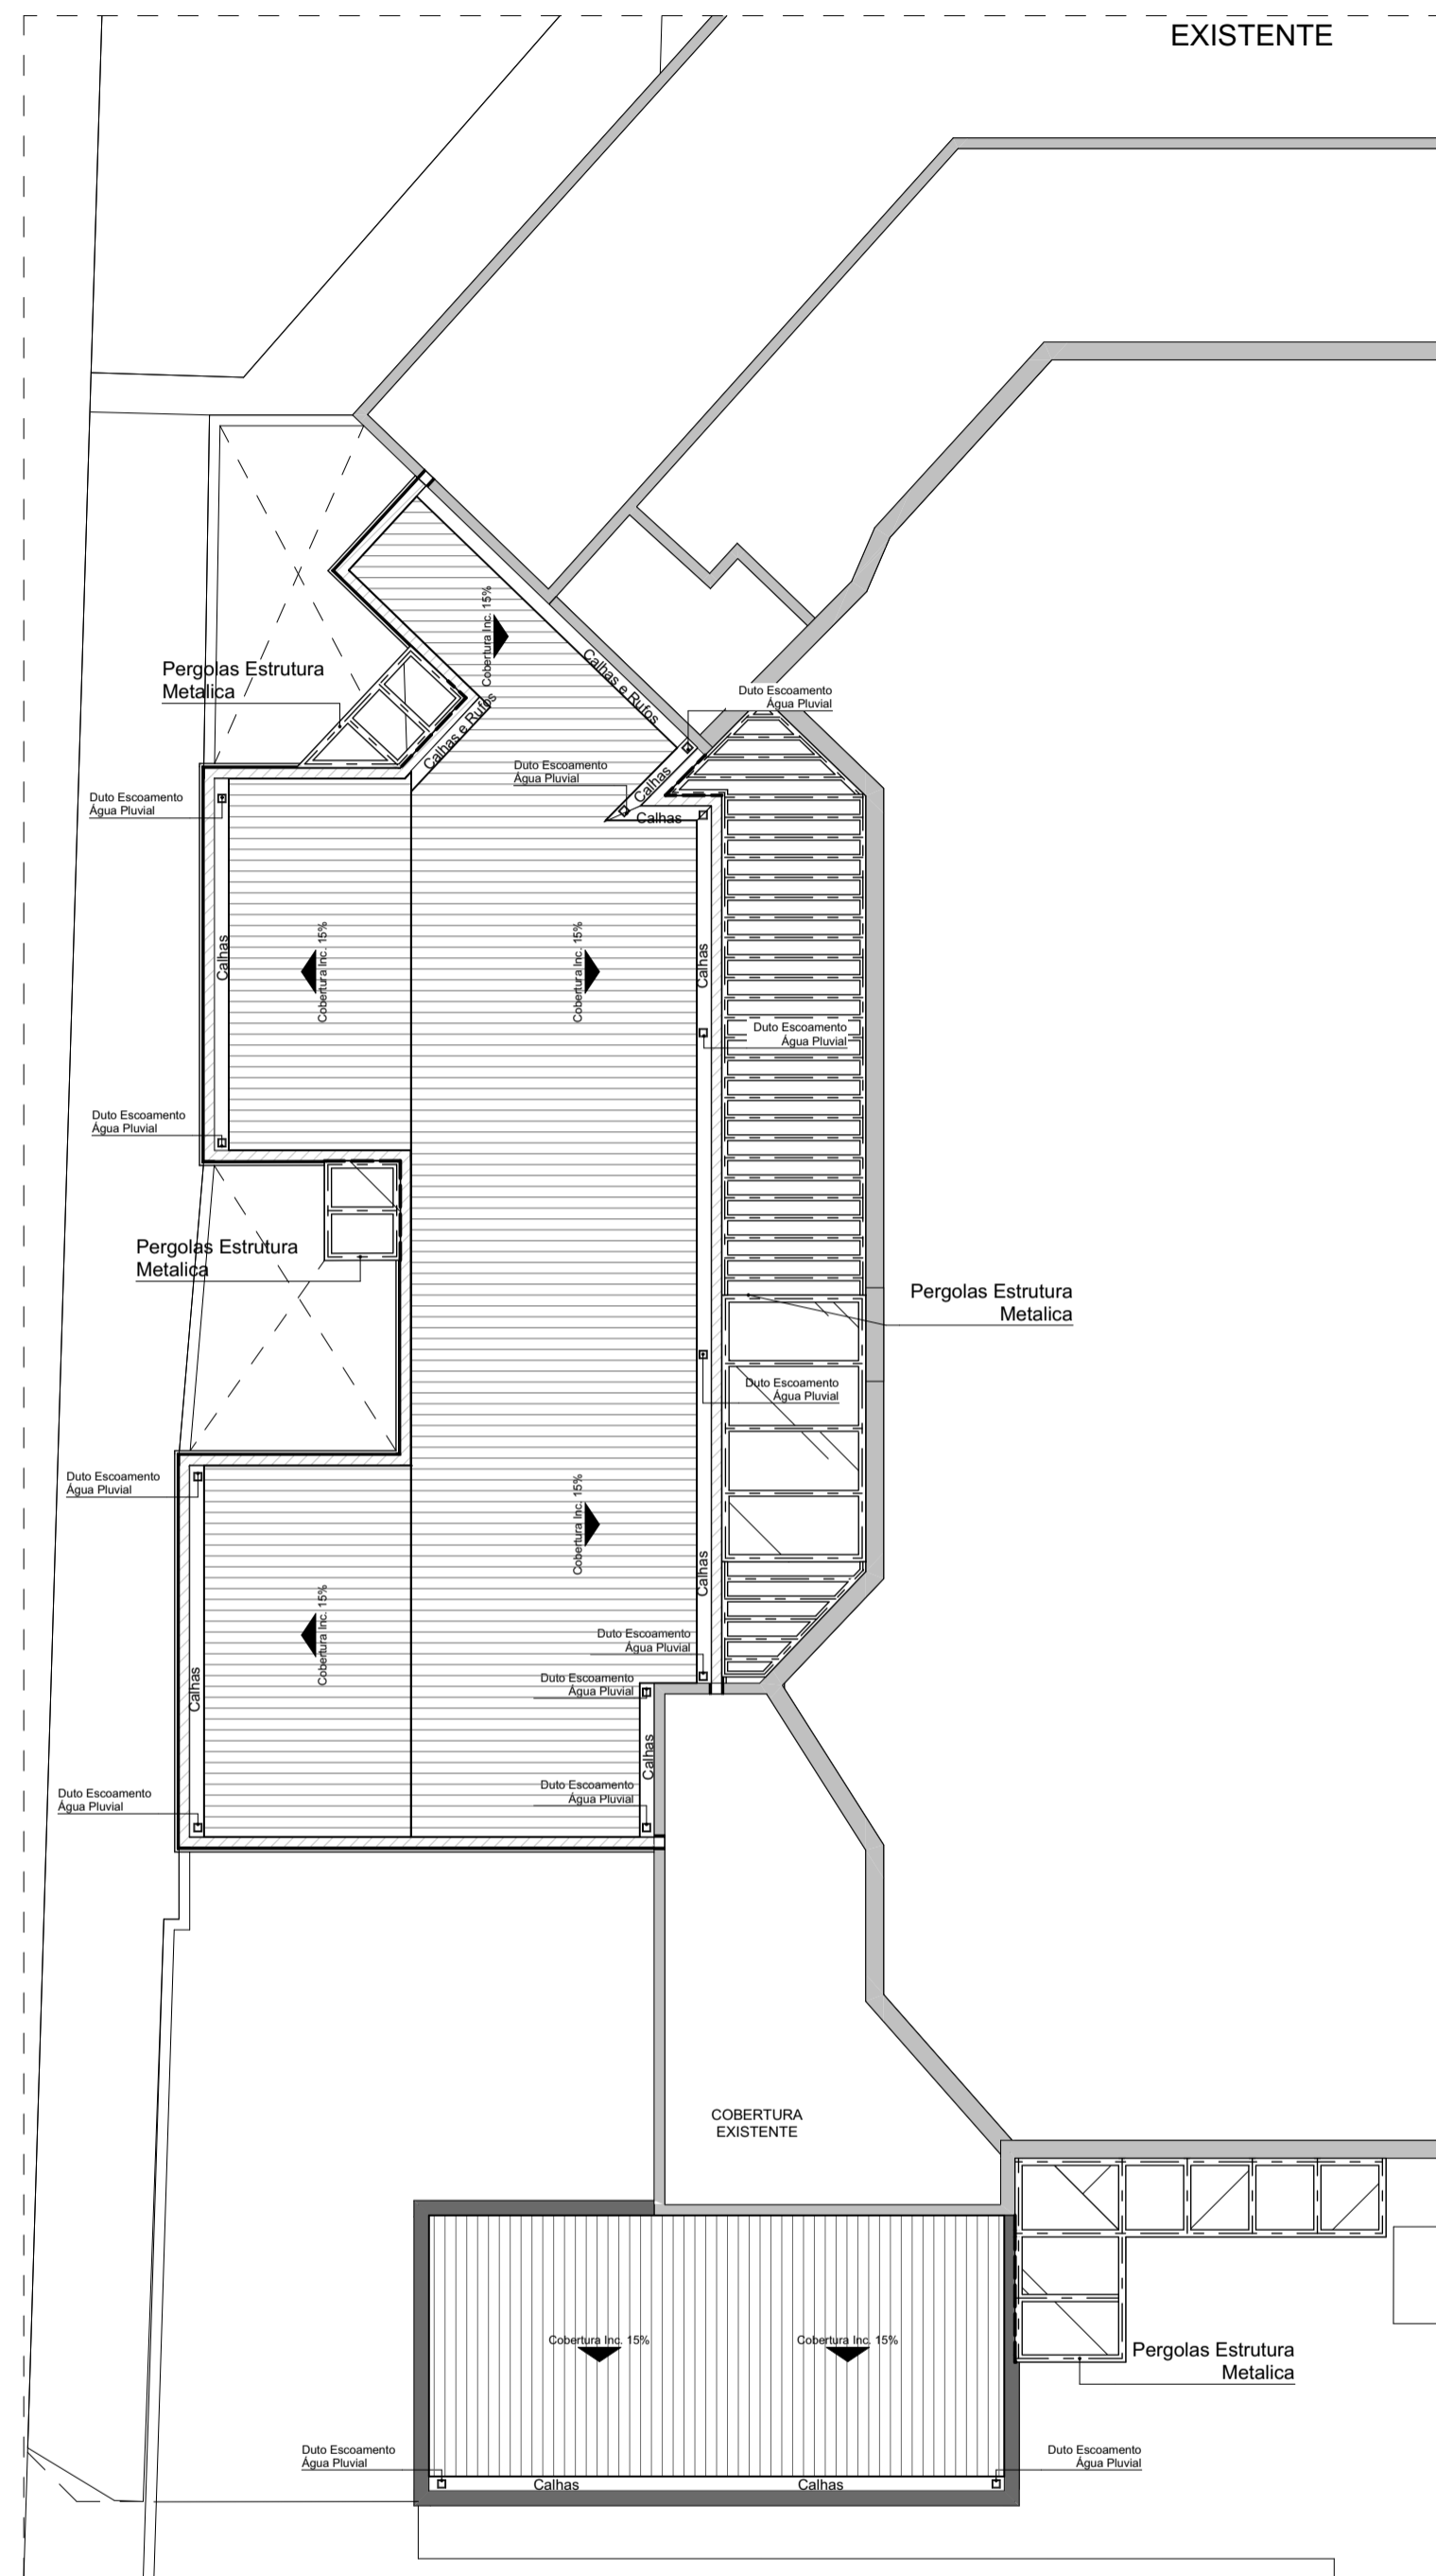 EXISTENTE
Cobertura Inc. 15%
Calhas e Rufos
Pergolas Estrutura
Metalica
Calhas e Rufos
Duto Escoamento
Água Pluvial
Duto Escoamento
Água Pluvial
Calhas
Calhas
Duto Escoamento
Água Pluvial
Calhas
Cobertura Inc. 15%
Cobertura Inc. 15%
Calhas
Duto Escoamento
Água Pluvial
Duto Escoamento
Água Pluvial
Pergolas Estrutura
Metalica
Pergolas Estrutura
Metalica
Duto Escoamento
Água Pluvial
Duto Escoamento
Água Pluvial
Cobertura Inc. 15%
Calhas
Cobertura Inc. 15%
Duto Escoamento
Água Pluvial
Calhas
Duto Escoamento
Água Pluvial
Calhas
Duto Escoamento
Água Pluvial
Duto Escoamento
Água Pluvial
COBERTURA
EXISTENTE
Cobertura Inc. 15%
Cobertura Inc. 15%
Pergolas Estrutura
Metalica
Duto Escoamento
Água Pluvial
Duto Escoamento
Água Pluvial
Calhas
Calhas